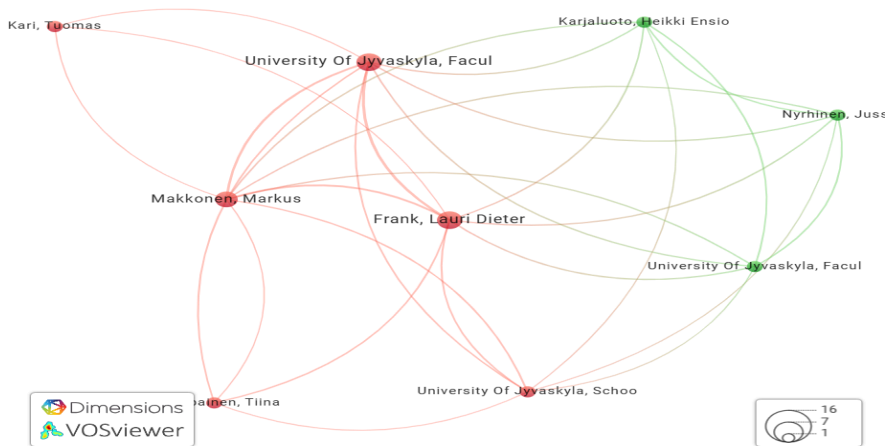 Kari, Tuomas
Karjaluoto, Heikki Ensio
University Of Jyvaskyla, Facul
Nyrhinen, Juss
Makkonen, Markus
Frank, Lauri Dieter
University Of Jyvaskyla, Facul
University Of Jyvaskyla, Schoo
Tiina
Dimensions
VOSviewer
16
7
1